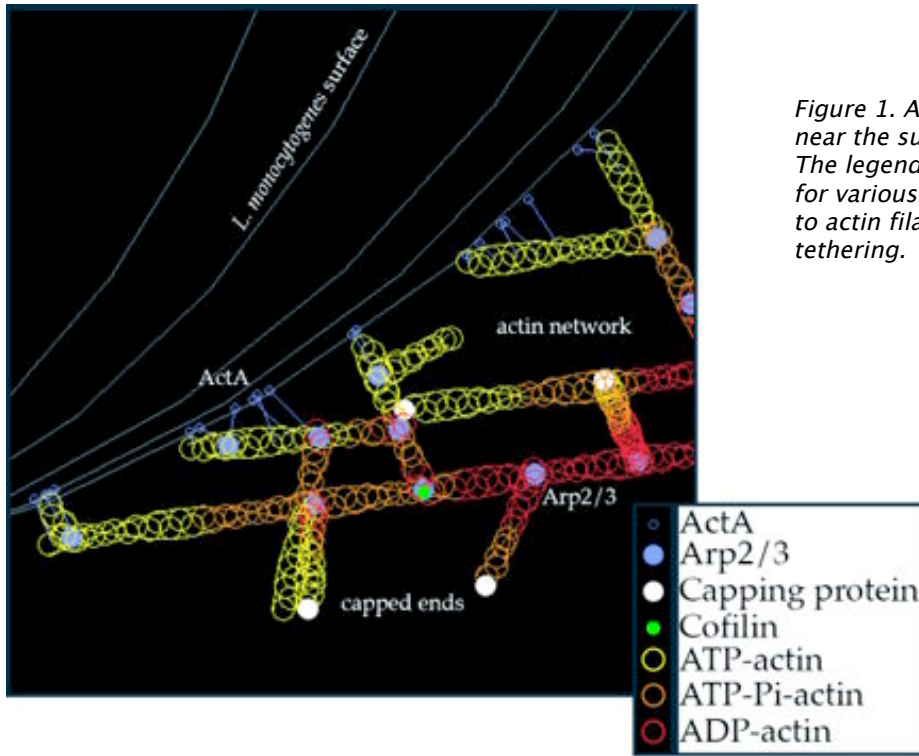 L. monocytogenes surface
Figure 1. A
near the su
The legend
for various
to actin fila
tethering.
actin network
ActA
Arp2/3
capped ends
ActA
Arp2/3
Capping protein
Cofilin
ATP-actin
ATP-Pi-actin
ADP-actin